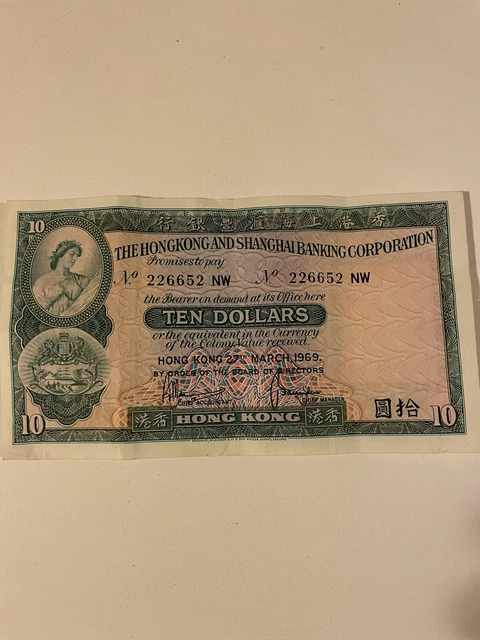 10
香港上海滙豐銀行
THE HONGKONG AND SHANGHAI BANKING CORPORATION
Promises to pay
No 226652 NW No 226652 NW
the Bearer on demand at its Office here
TEN DOLLARS
or the equivalent in the Currency
of the Colony, Value received.
HONG KONG 27TH MARCH, 1969.
BY ORDER OF THE BOARD OF DIRECTORS
CHIEF MANAGER
10 香港 HONG KONG 香港 拾圓 10